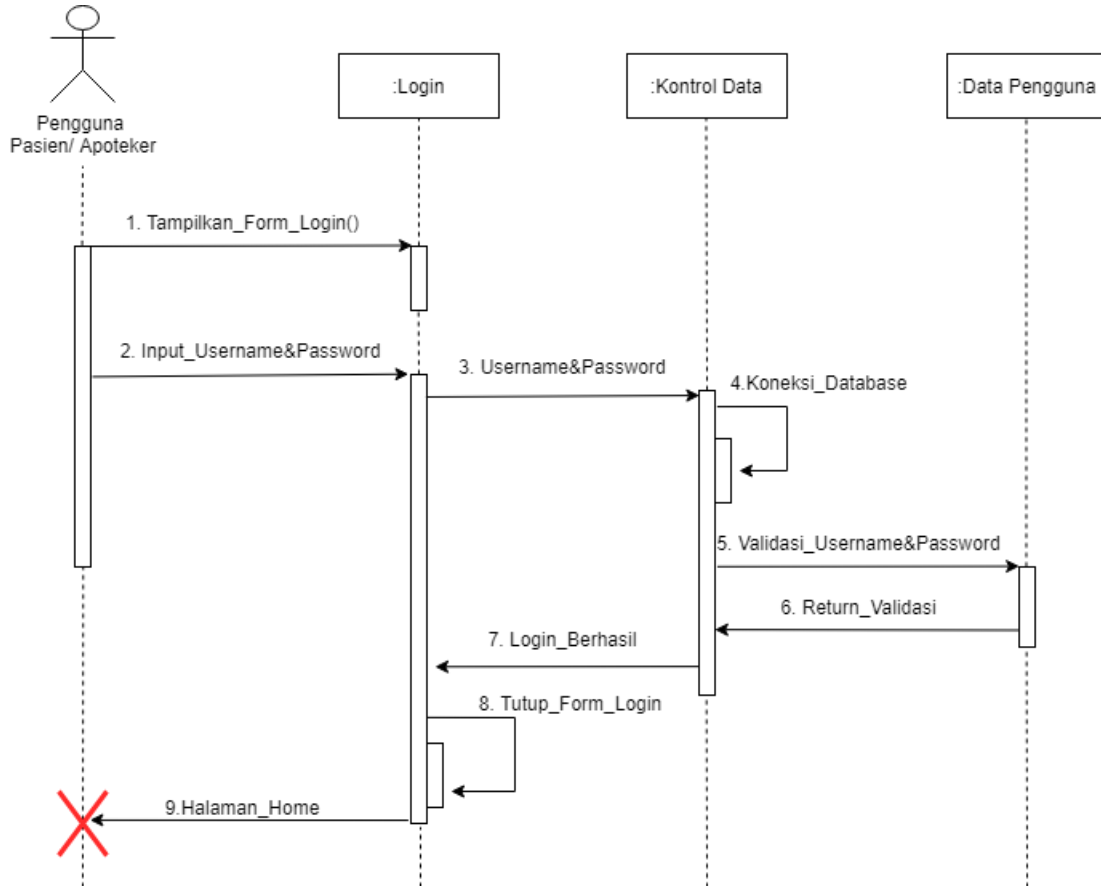 :Login
:Kontrol Data
:Data Pengguna
Pengguna
Pasien/ Apoteker
1. Tampilkan_Form_Login()
2. Input_Username&Password
3. Username&Password
4.Koneksi_Database
5. Validasi_Username&Password
6. Return_Validasi
7. Login_Berhasil
8. Tutup_Form_Login
9.Halaman_Home